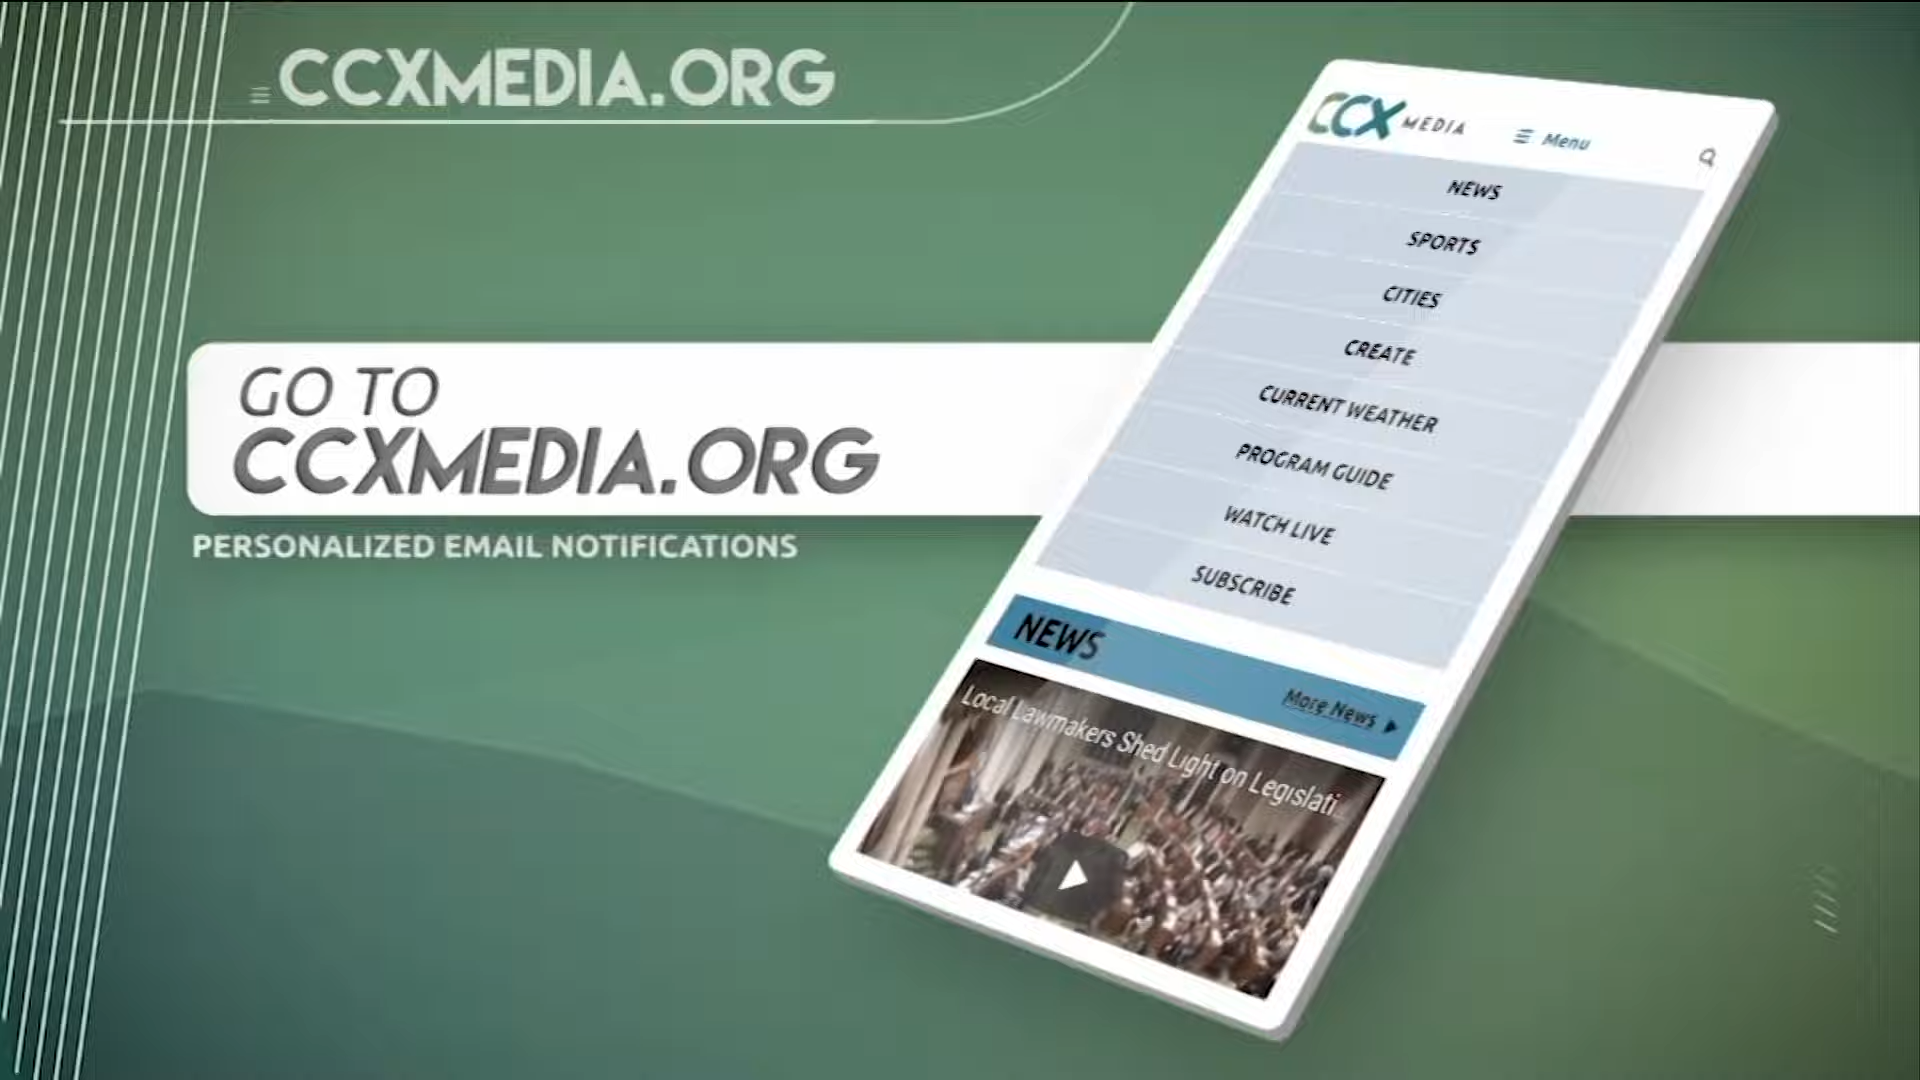 CCXMEDIA.ORG
GO TO
CCXMEDIA.ORG
PERSONALIZED EMAIL NOTIFICATIONS
CCX MEDIA
Menu
NEWS
SPORTS
CITIES
CREATE
CURRENT WEATHER
PROGRAM GUIDE
WATCH LIVE
SUBSCRIBE
NEWS
More News
Local Lawmakers Shed Light on Legislati...